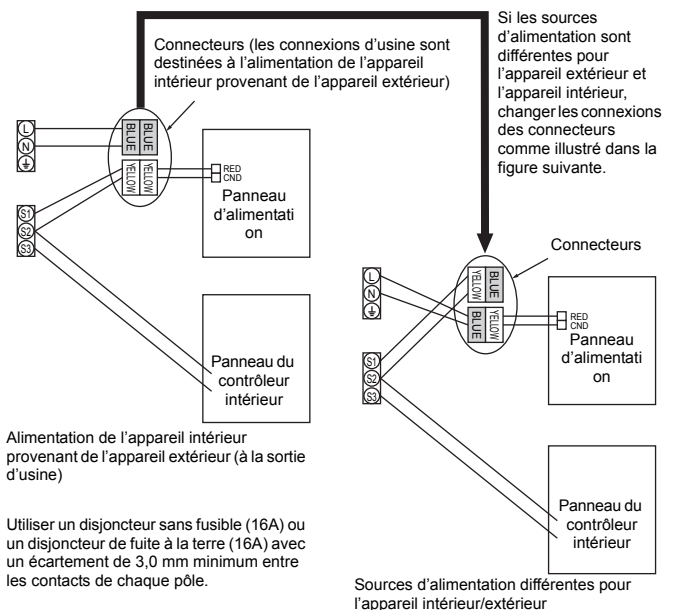 Connecteurs (les connexions d'usine sont
destinées à l'alimentation de l'appareil
intérieur provenant de l'appareil extérieur)
Si les sources
d'alimentation sont
différentes pour
l'appareil extérieur et
l'appareil intérieur,
changer les connexions
des connecteurs
comme illustré dans la
figure suivante.
L
N
BLUE
BLUE
YELLOW
YELLOW
RED
CND
Panneau
d'alimentati
on
S1
S2
S3
Panneau du
contrôleur
intérieur
Alimentation de l'appareil intérieur
provenant de l'appareil extérieur (à la sortie
d'usine)
Utiliser un disjoncteur sans fusible (16A) ou
un disjoncteur de fuite à la terre (16A) avec
un écartement de 3,0 mm minimum entre
les contacts de chaque pôle.
Connecteurs
L
N
YELLOW
BLUE
BLUE
YELLOW
RED
CND
Panneau
d'alimentati
on
S1
S2
S3
Panneau du
contrôleur
intérieur
Sources d'alimentation différentes pour
l'appareil intérieur/extérieur